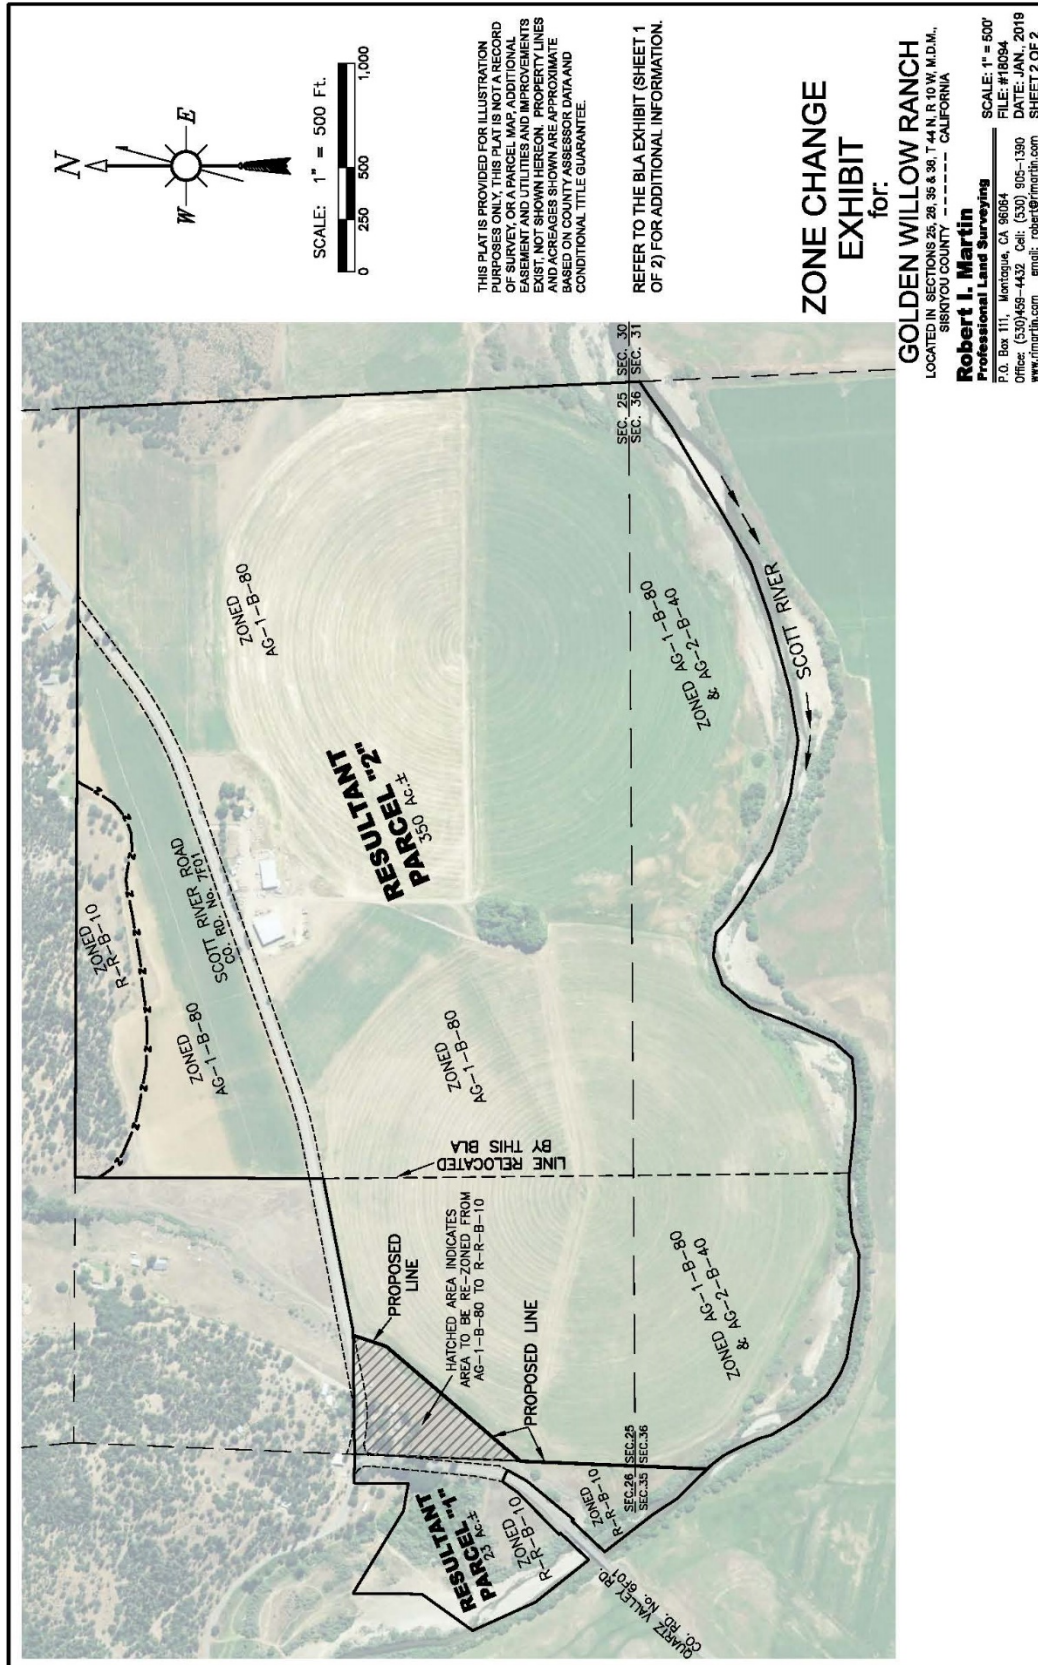 N
W
E
SCALE: 1" = 500 Ft.
0 250 500 1,000
THIS PLAT IS PROVIDED FOR ILLUSTRATION
PURPOSES ONLY, THIS PLAT IS NOT A RECORD
OF SURVEY, OR A PARCEL MAP, ADDITIONAL
EASEMENT AND UTILITIES AND IMPROVEMENTS
EXIST, NOT SHOWN HEREON. PROPERTY LINES
AND ACREAGES SHOWN ARE APPROXIMATE
BASED ON COUNTY ASSESSOR DATA AND
CONDITIONAL TITLE GUARANTEE.
REFER TO THE BLA EXHIBIT (SHEET 1
OF 2) FOR ADDITIONAL INFORMATION.
ZONE CHANGE
EXHIBIT
for:
GOLDEN WILLOW RANCH
LOCATED IN SECTIONS 25, 26, 35 & 36, T 44 N, R 10 W, M.D.M.,
SISKIYOU COUNTY ------ CALIFORNIA
Robert I. Martin
Professional Land Surveying
P.O. Box 111, Montague, CA 96064
Office: (530)459-4432 Cell: (530) 905-1390
www.rimartin.com email: robert@rimartin.com
SCALE: 1" = 500'
FILE: #18094
DATE: JAN., 2019
SHEET 2 OF 2
ZONED
R-R-B-10
ZONED
AG-1-B-80
SCOTT RIVER ROAD
CO. RD. No. 7F01
ZONED
AG-1-B-80
RESULTANT
PARCEL "2"
350 Ac.±
ZONED
AG-1-B-80
LINE RELOCATED
BY THIS BLA
PROPOSED
LINE
HATCHED AREA INDICATES
AREA TO BE RE-ZONED FROM
AG-1-B-80 TO R-R-B-10
PROPOSED LINE
RESULTANT
PARCEL "1"
23 Ac.±
ZONED
R-R-B-10
ZONED
R-R-B-10
QUARTZ VALLEY RD.
CO. RD. No. 6F01
SEC.26 SEC.25
SEC.35 SEC.36
ZONED AG-1-B-80
& AG-2-B-40
ZONED AG-1-B-80
& AG-2-B-40
SEC. 25 SEC. 30
SEC. 36 SEC. 31
SCOTT RIVER